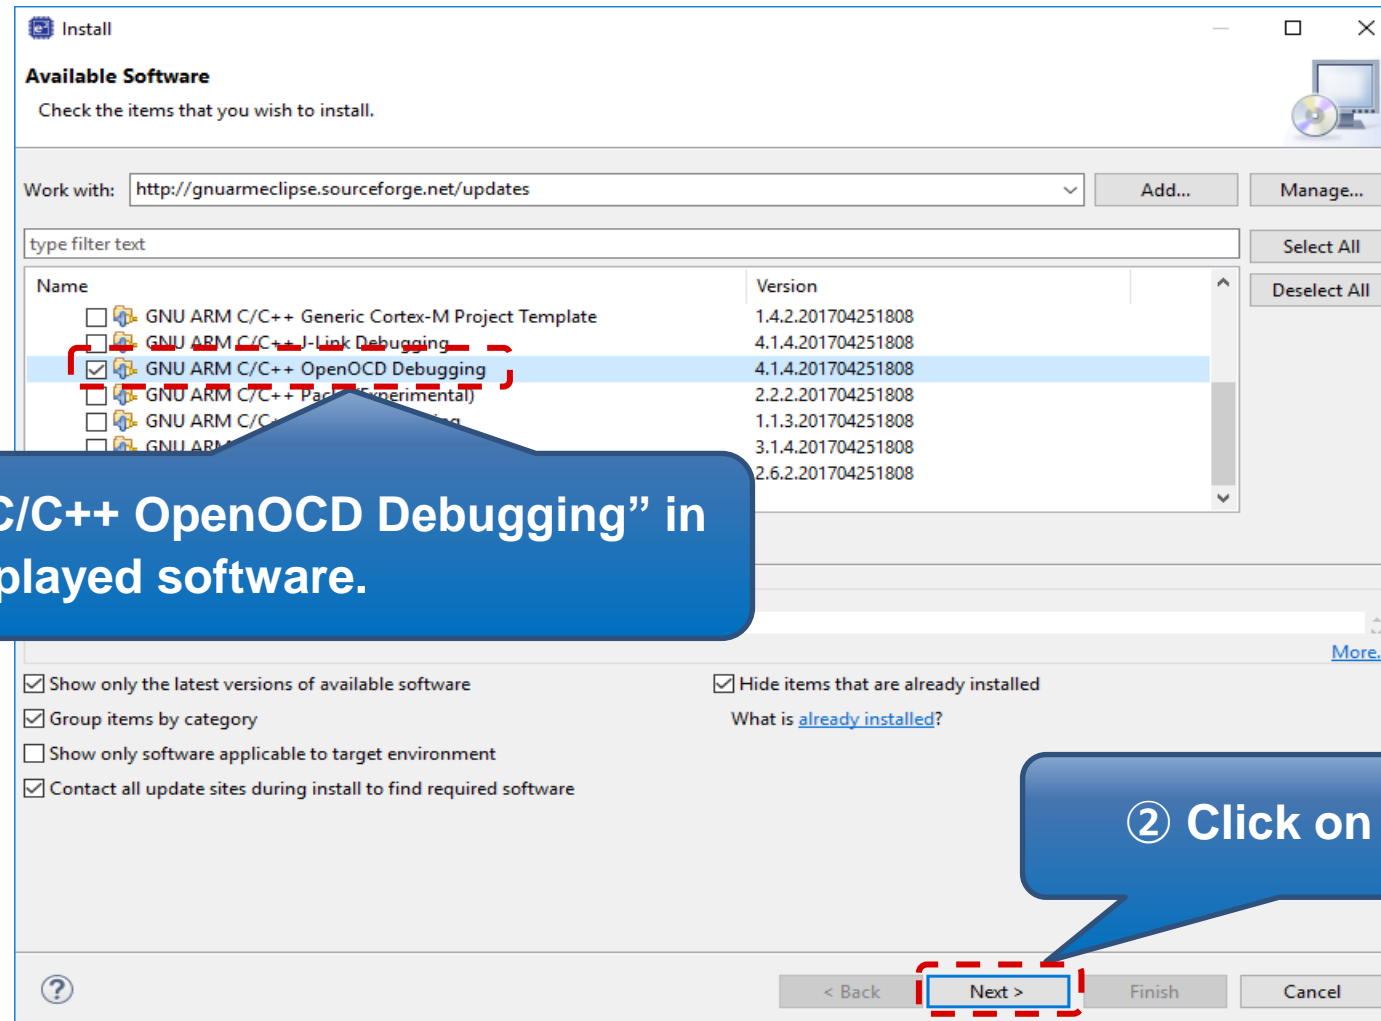 Install
Available Software
Check the items that you wish to install.
Work with: http://gnuarmeclipse.sourceforge.net/updates Add... Manage...
type filter text Select All
Name Version Deselect All
GNU ARM C/C++ Generic Cortex-M Project Template 1.4.2.201704251808
GNU ARM C/C++ J-Link Debugging 4.1.4.201704251808
GNU ARM C/C++ OpenOCD Debugging 4.1.4.201704251808
GNU ARM C/C++ Packs (Experimental) 2.2.2.201704251808
GNU ARM 1.1.3.201704251808
GNU 3.1.4.201704251808
2.6.2.201704251808
C/C++ OpenOCD Debugging” in
played software.
More.
Show only the latest versions of available software Hide items that are already installed
Group items by category What is already installed?
Show only software applicable to target environment
Contact all update sites during install to find required software
② Click on
? < Back Next > Finish Cancel